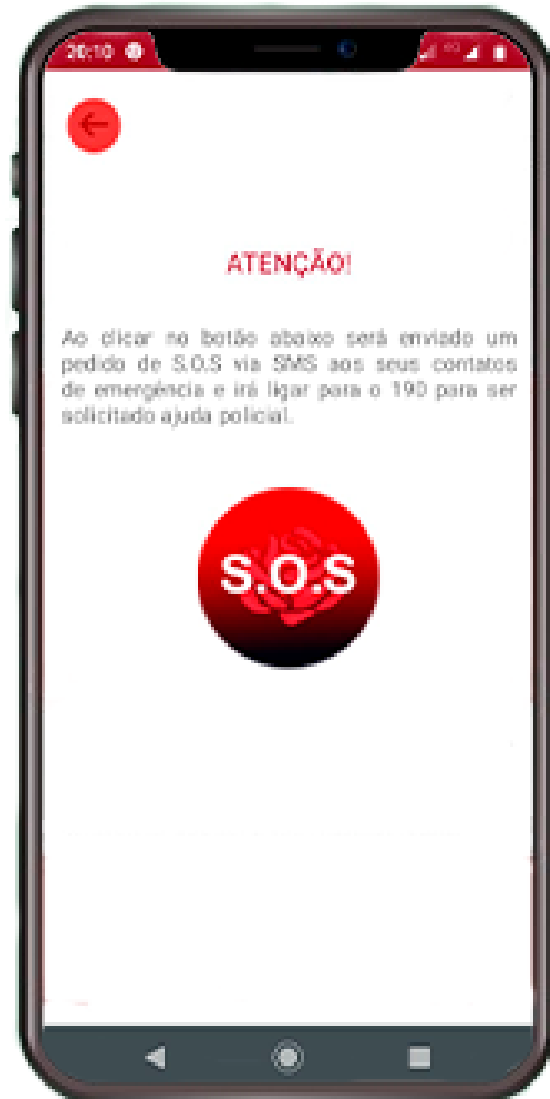 20:10
ATENÇÃO!
Ao clicar no botão abaixo será enviado um
pedido de S.O.S via SMS aos seus contatos
de emergência e irá ligar para o 190 para ser
solicitado ajuda policial.
S.O.S